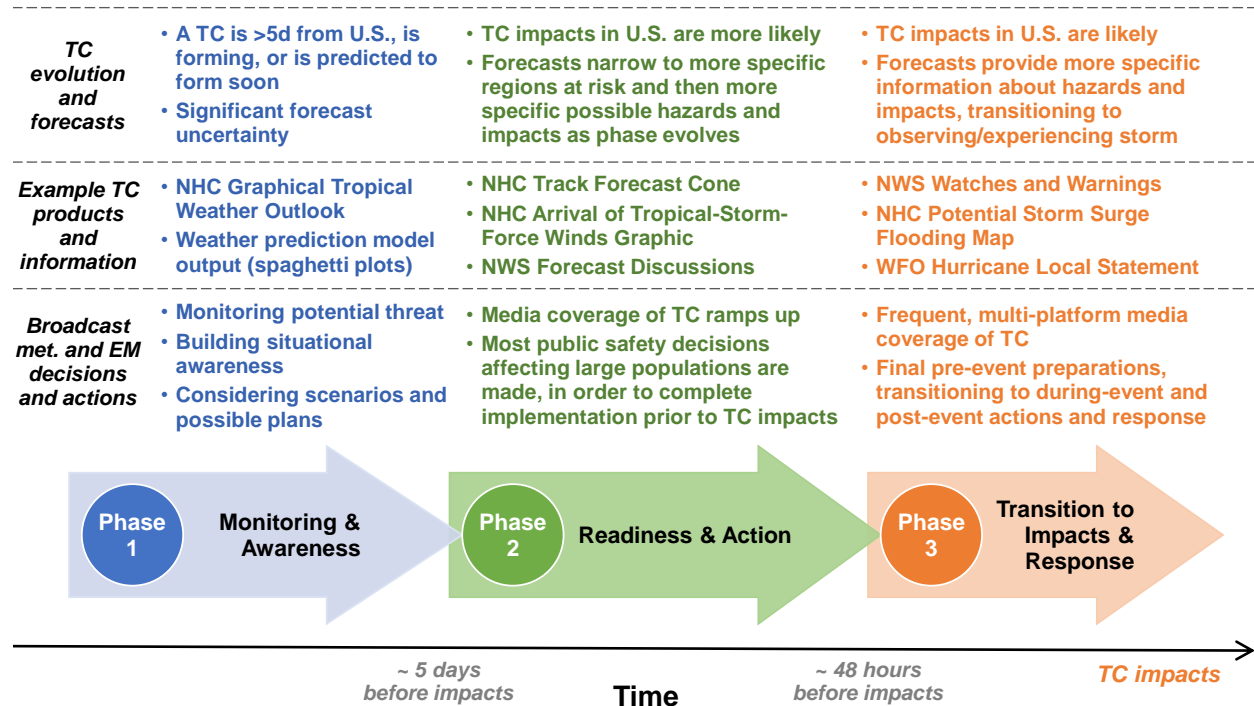 TC
evolution
and
forecasts
• A TC is >5d from U.S., is
forming, or is predicted to
form soon
• Significant forecast
uncertainty
• TC impacts in U.S. are more likely
• Forecasts narrow to more specific
regions at risk and then more
specific possible hazards and
impacts as phase evolves
• TC impacts in U.S. are likely
• Forecasts provide more specific
information about hazards and
impacts, transitioning to
observing/experiencing storm
Example TC
products
and
information
• NHC Graphical Tropical
Weather Outlook
• Weather prediction model
output (spaghetti plots)
• NHC Track Forecast Cone
• NHC Arrival of Tropical-Storm-
Force Winds Graphic
• NWS Forecast Discussions
• NWS Watches and Warnings
• NHC Potential Storm Surge
Flooding Map
• WFO Hurricane Local Statement
Broadcast
met. and EM
decisions
and actions
• Monitoring potential threat
• Building situational
awareness
• Considering scenarios and
possible plans
• Media coverage of TC ramps up
• Most public safety decisions
affecting large populations are
made, in order to complete
implementation prior to TC impacts
• Frequent, multi-platform media
coverage of TC
• Final pre-event preparations,
transitioning to during-event and
post-event actions and response
Phase
1
Monitoring &
Awareness
Phase
2
Readiness & Action
Phase
3
Transition to
Impacts &
Response
~ 5 days
before impacts
Time
~ 48 hours
before impacts
TC impacts